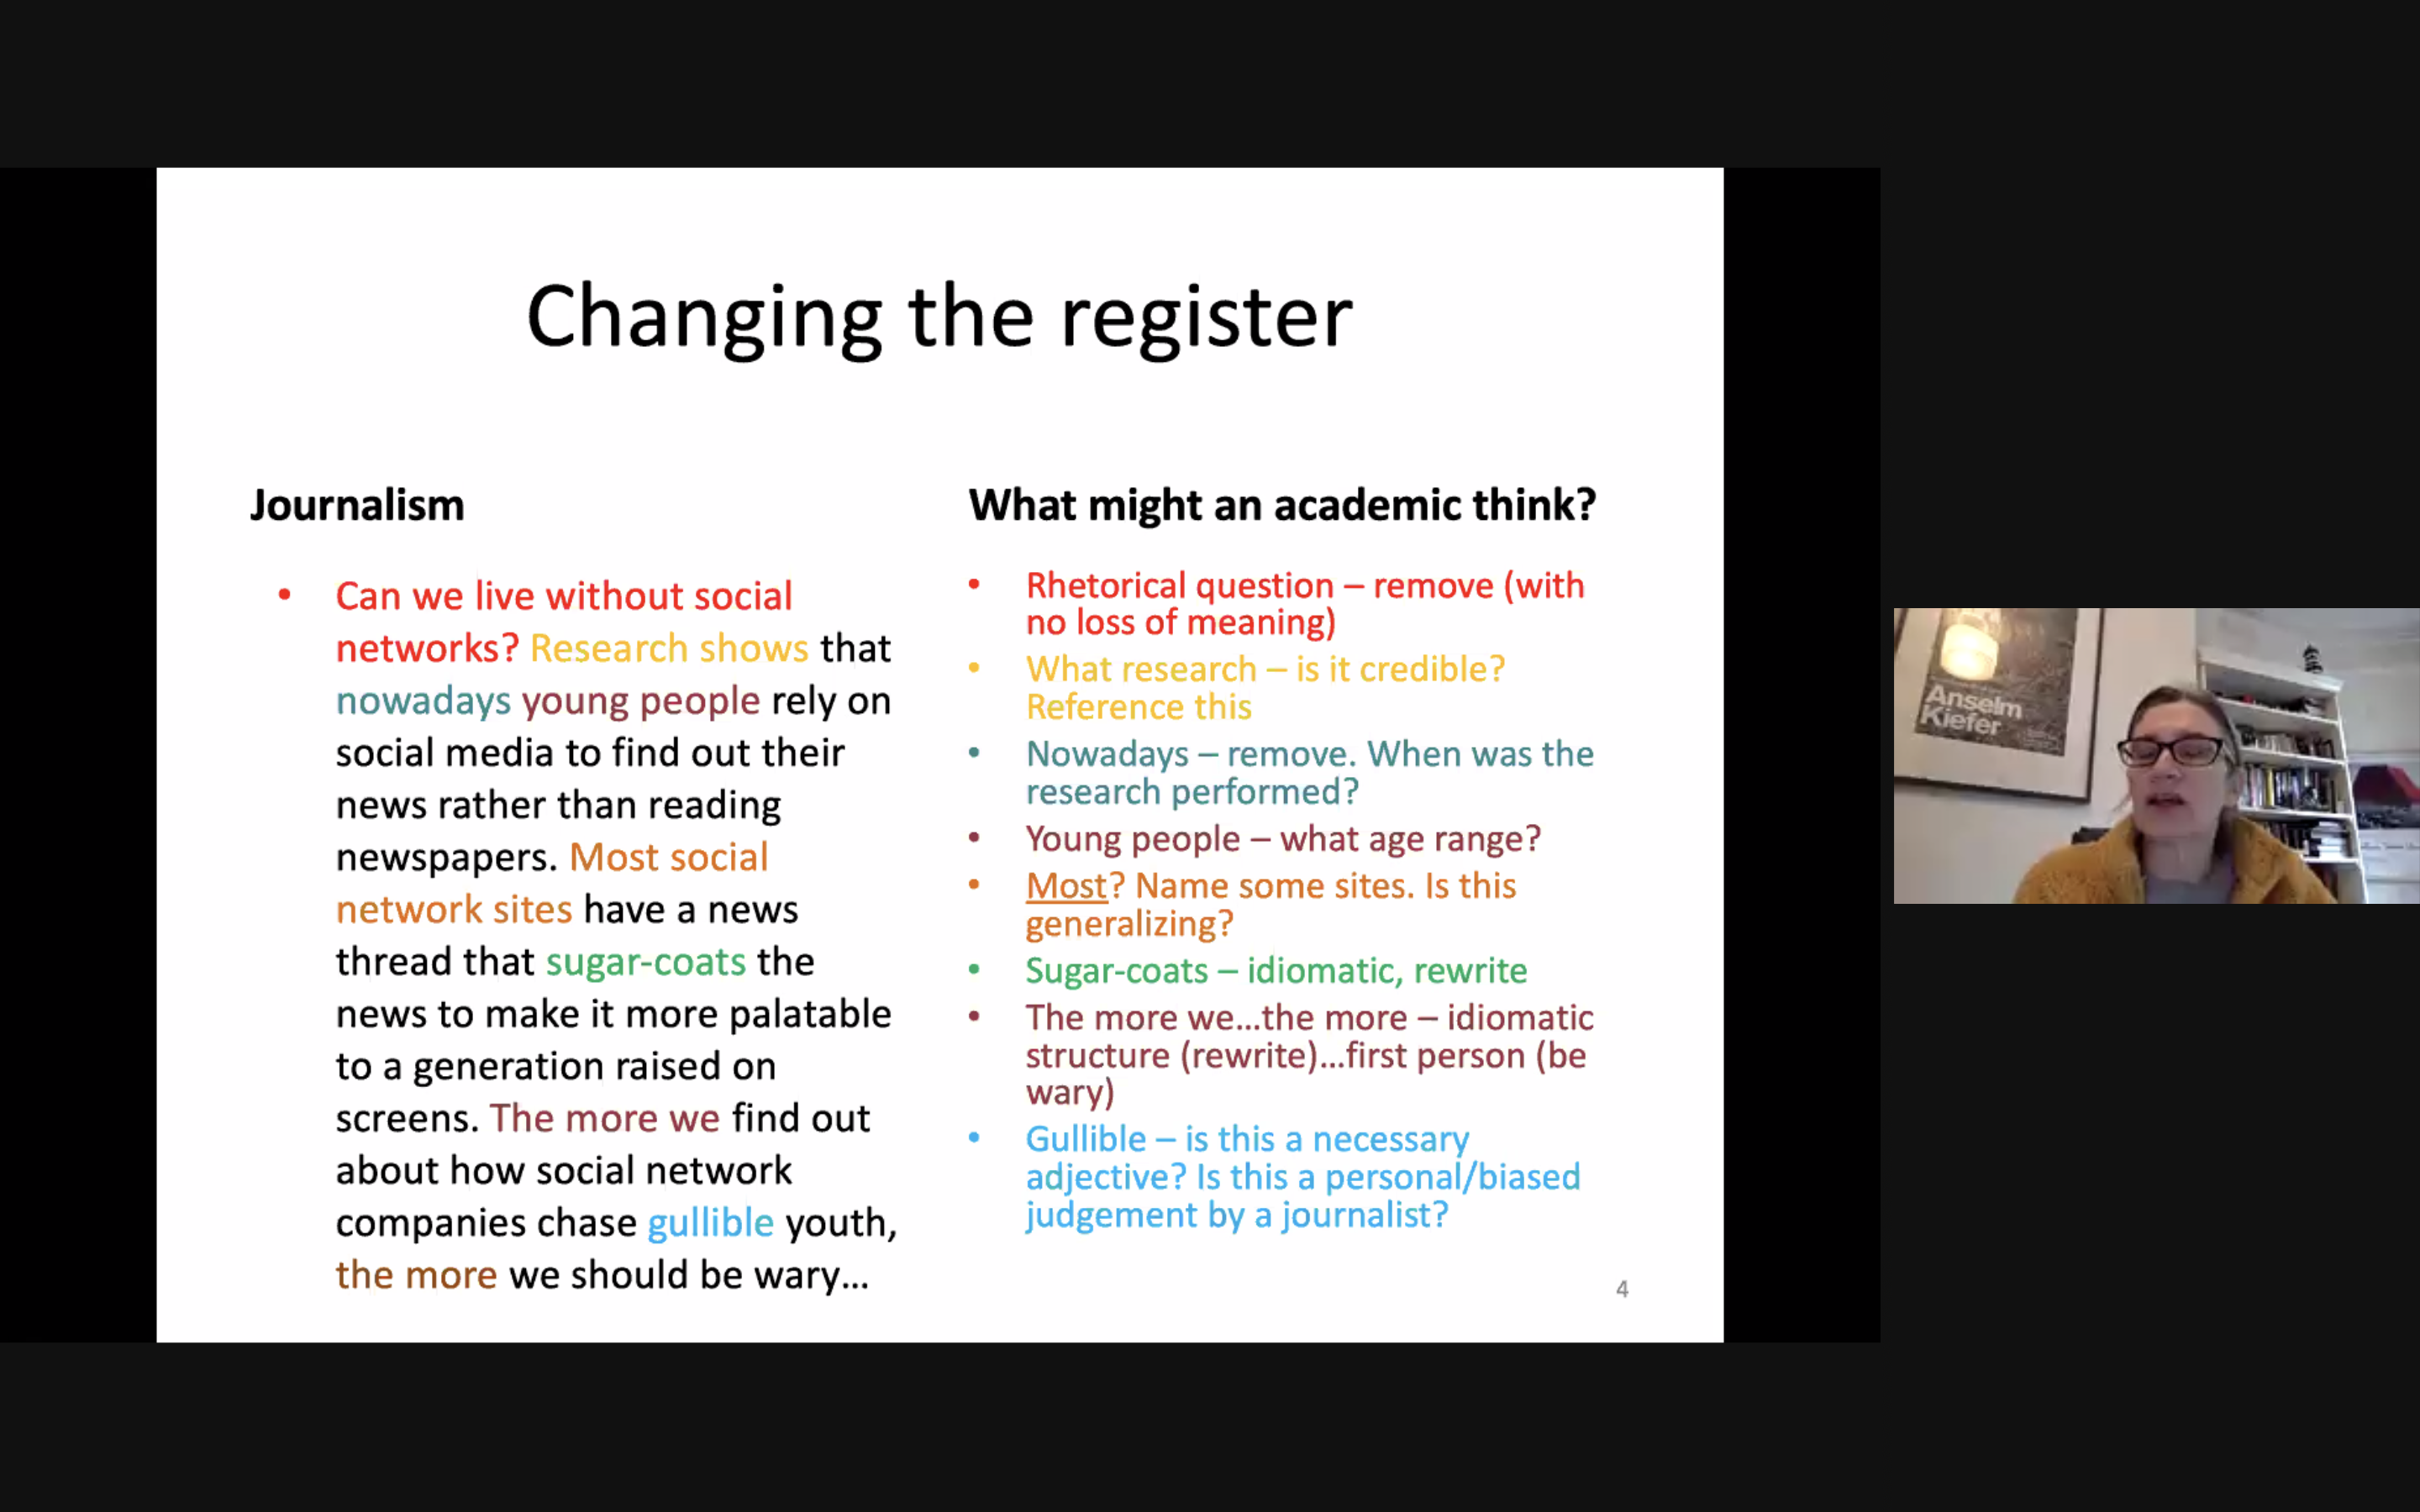 Changing the register
Journalism
• Can we live without social
networks? Research shows that
nowadays young people rely on
social media to find out their
news rather than reading
newspapers. Most social
network sites have a news
thread that sugar-coats the
news to make it more palatable
to a generation raised on
screens. The more we find out
about how social network
companies chase gullible youth,
the more we should be wary...
What might an academic think?
• Rhetorical question – remove (with
no loss of meaning)
• What research – is it credible?
Reference this
• Nowadays – remove. When was the
research performed?
• Young people – what age range?
• Most? Name some sites. Is this
generalizing?
• Sugar-coats – idiomatic, rewrite
• The more we...the more – idiomatic
structure (rewrite)...first person (be
wary)
• Gullible – is this a necessary
adjective? Is this a personal/biased
judgement by a journalist?
4
Anselm
Kiefer